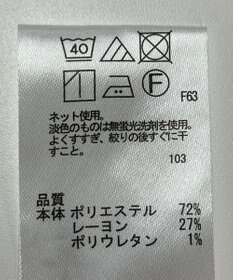 40
F
F63
ネット使用。
淡色のものは無蛍光洗剤を使用。
よくすすぎ、絞りの後すぐに干
すこと。
103
品質
本体 ポリエステル 72%
レーヨン 27%
ポリウレタン 1%